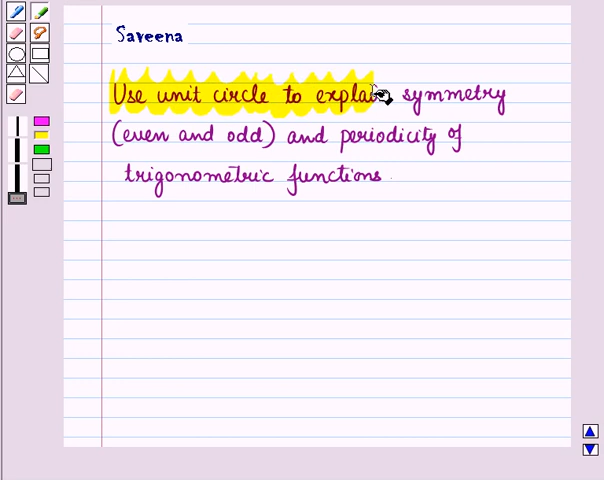 Saveena
Use unit circle to explain symmetry
(even and odd) and periodicity of
trigonometric functions.